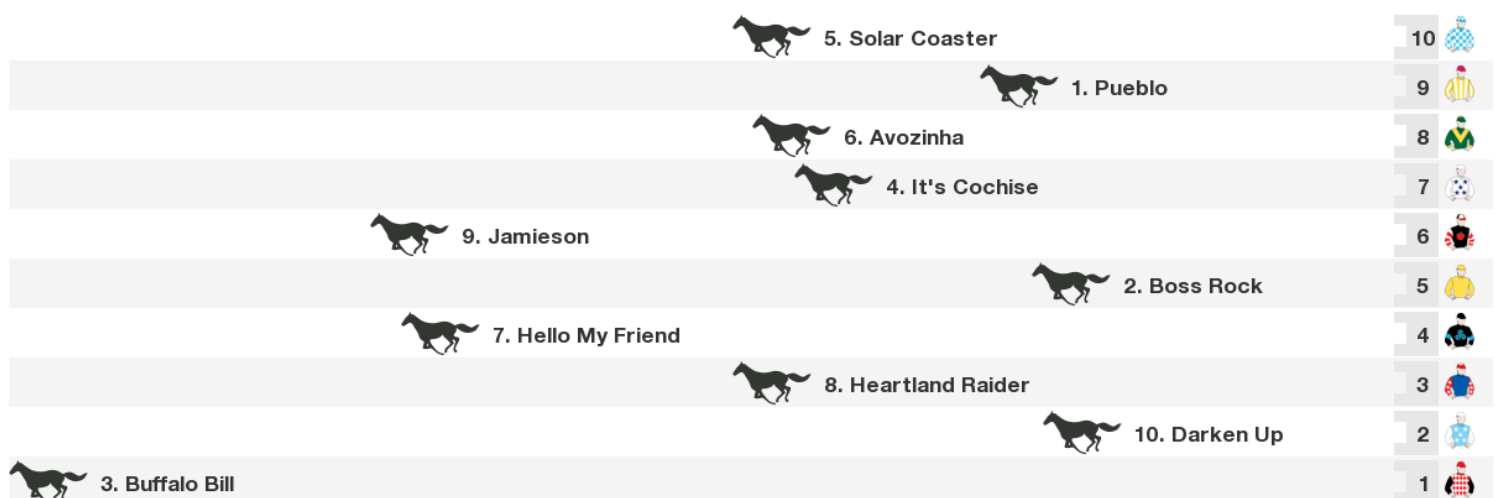 5. Solar Coaster 10
1. Pueblo 9
6. Avozinha 8
4. It's Cochise 7
9. Jamieson 6
2. Boss Rock 5
7. Hello My Friend 4
8. Heartland Raider 3
10. Darken Up 2
3. Buffalo Bill 1